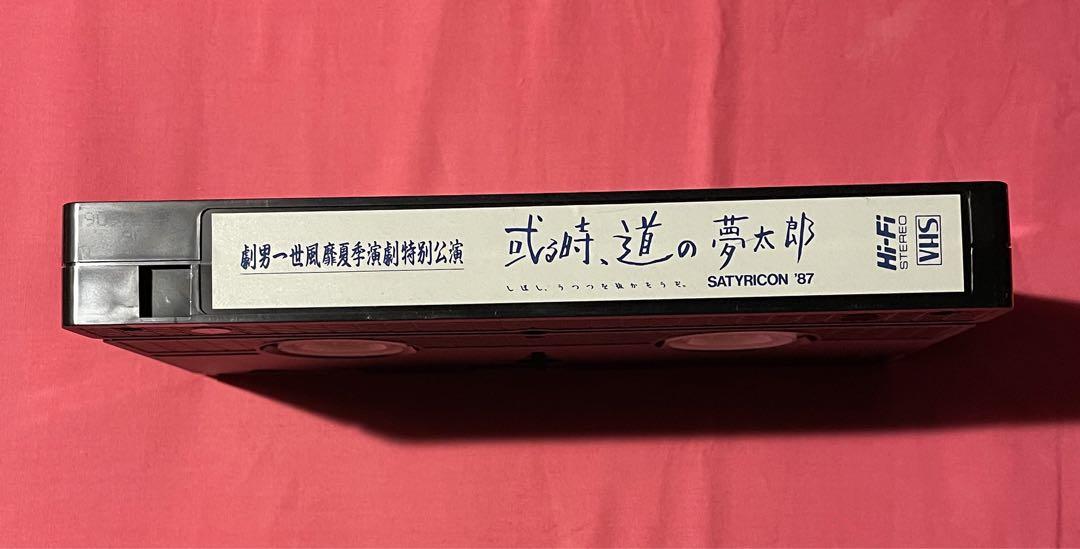 劇男一世風靡夏季演劇特別公演
或る時、道の夢太郎
しばし、うつつを抜かそうぞ。
SATYRICON '87
Hi-Fi
STEREO
VHS